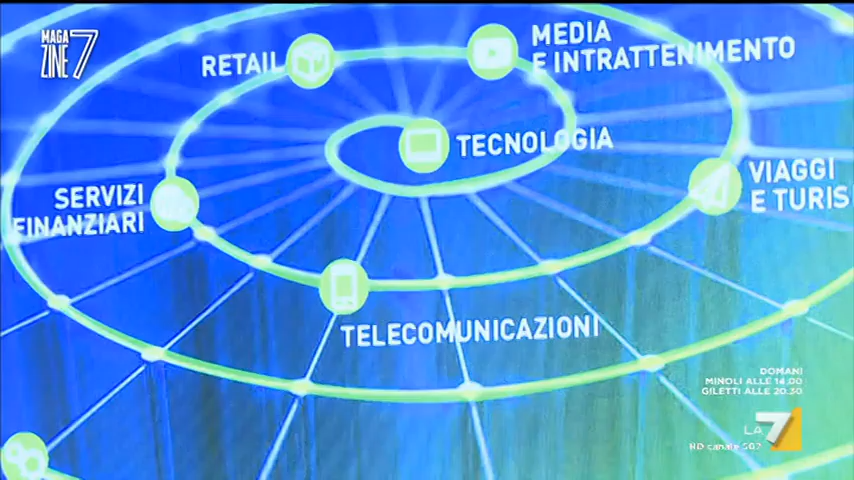 MAGA
ZINE 7
RETAIL
MEDIA
E INTRATTENIMENTO
TECNOLOGIA
SERVIZI
FINANZIARI
VIAGGI
E TURIS
TELECOMUNICAZIONI
DOMANI
MINOLI ALLE 14.00
GILETTI ALLE 20.30
LA 7
HD canale 507